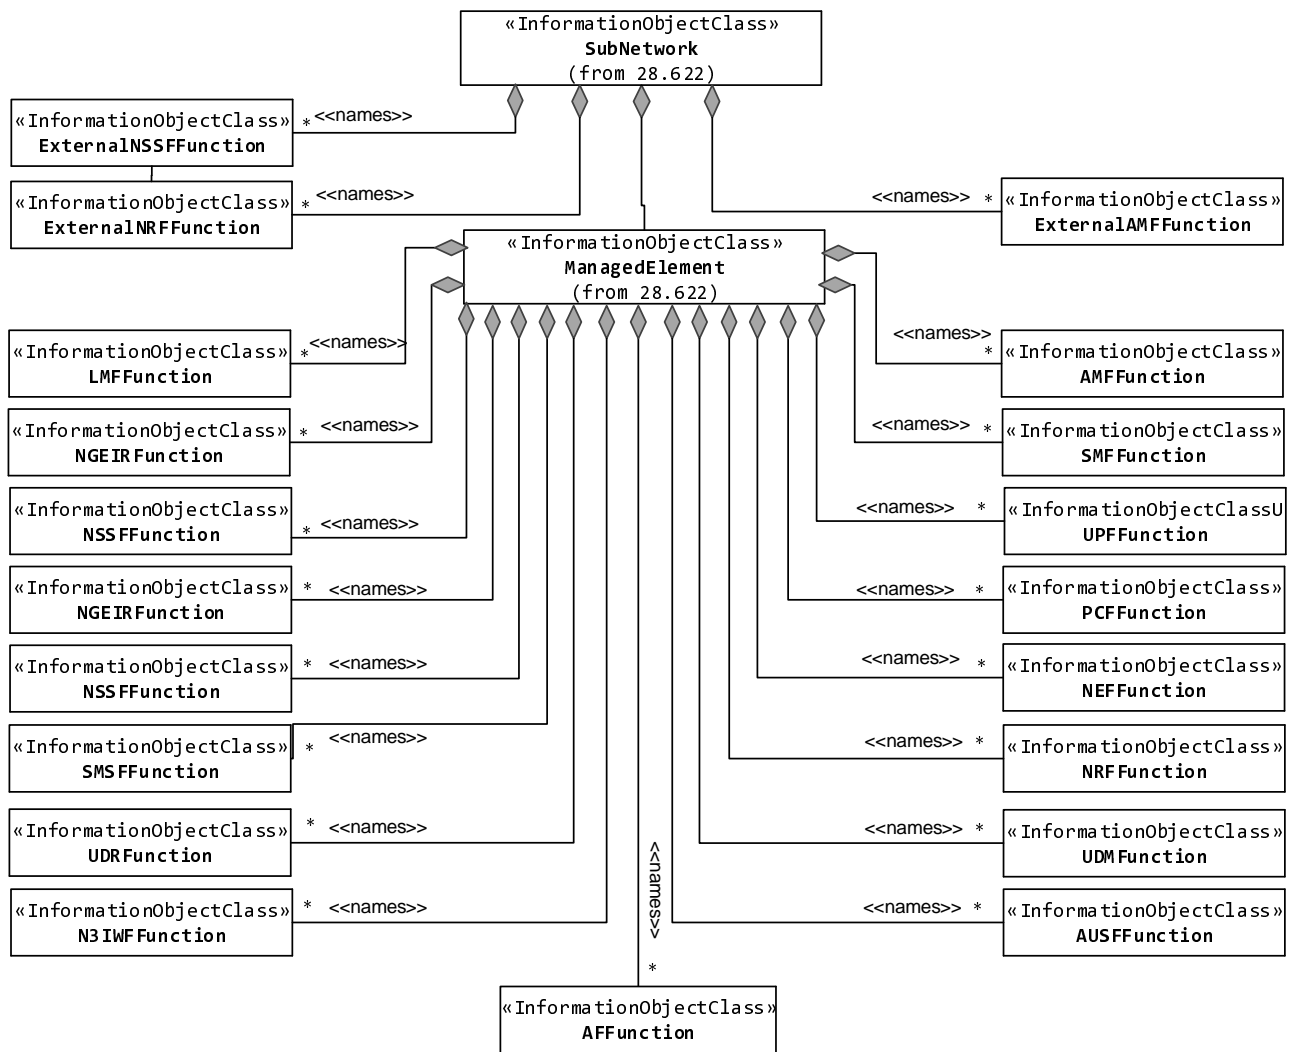 «InformationObjectClass»
SubNetwork
(from 28.622)
«InformationObjectClass»
ExternalNSSFFunction
* <<names>>
«InformationObjectClass»
ExternalNRFFunction
* <<names>>
<<names>> *
«InformationObjectClass»
ExternalAMFFunction
«InformationObjectClass»
ManagedElement
(from 28.622)
«InformationObjectClass»
LMFFunction
* <<names>>
<<names>>
*
«InformationObjectClass»
AMFFunction
«InformationObjectClass»
NGEIRFunction
* <<names>>
<<names>> *
«InformationObjectClass»
SMFFunction
«InformationObjectClass»
NSSFFunction
* <<names>>
<<names>> *
«InformationObjectClassU
UPFFunction
«InformationObjectClass»
NGEIRFunction
* <<names>>
<<names>> *
«InformationObjectClass»
PCFFunction
«InformationObjectClass»
NSSFFunction
* <<names>>
<<names>> *
«InformationObjectClass»
NEFFunction
«InformationObjectClass»
SMSFFunction
* <<names>>
<<names>> *
«InformationObjectClass»
NRFFunction
«InformationObjectClass»
UDRFunction
* <<names>>
<<names>> *
«InformationObjectClass»
UDMFunction
«InformationObjectClass»
N3IWFFunction
* <<names>>
<<names>> *
«InformationObjectClass»
AUSFFunction
<<names>>
*
«InformationObjectClass»
AFFunction